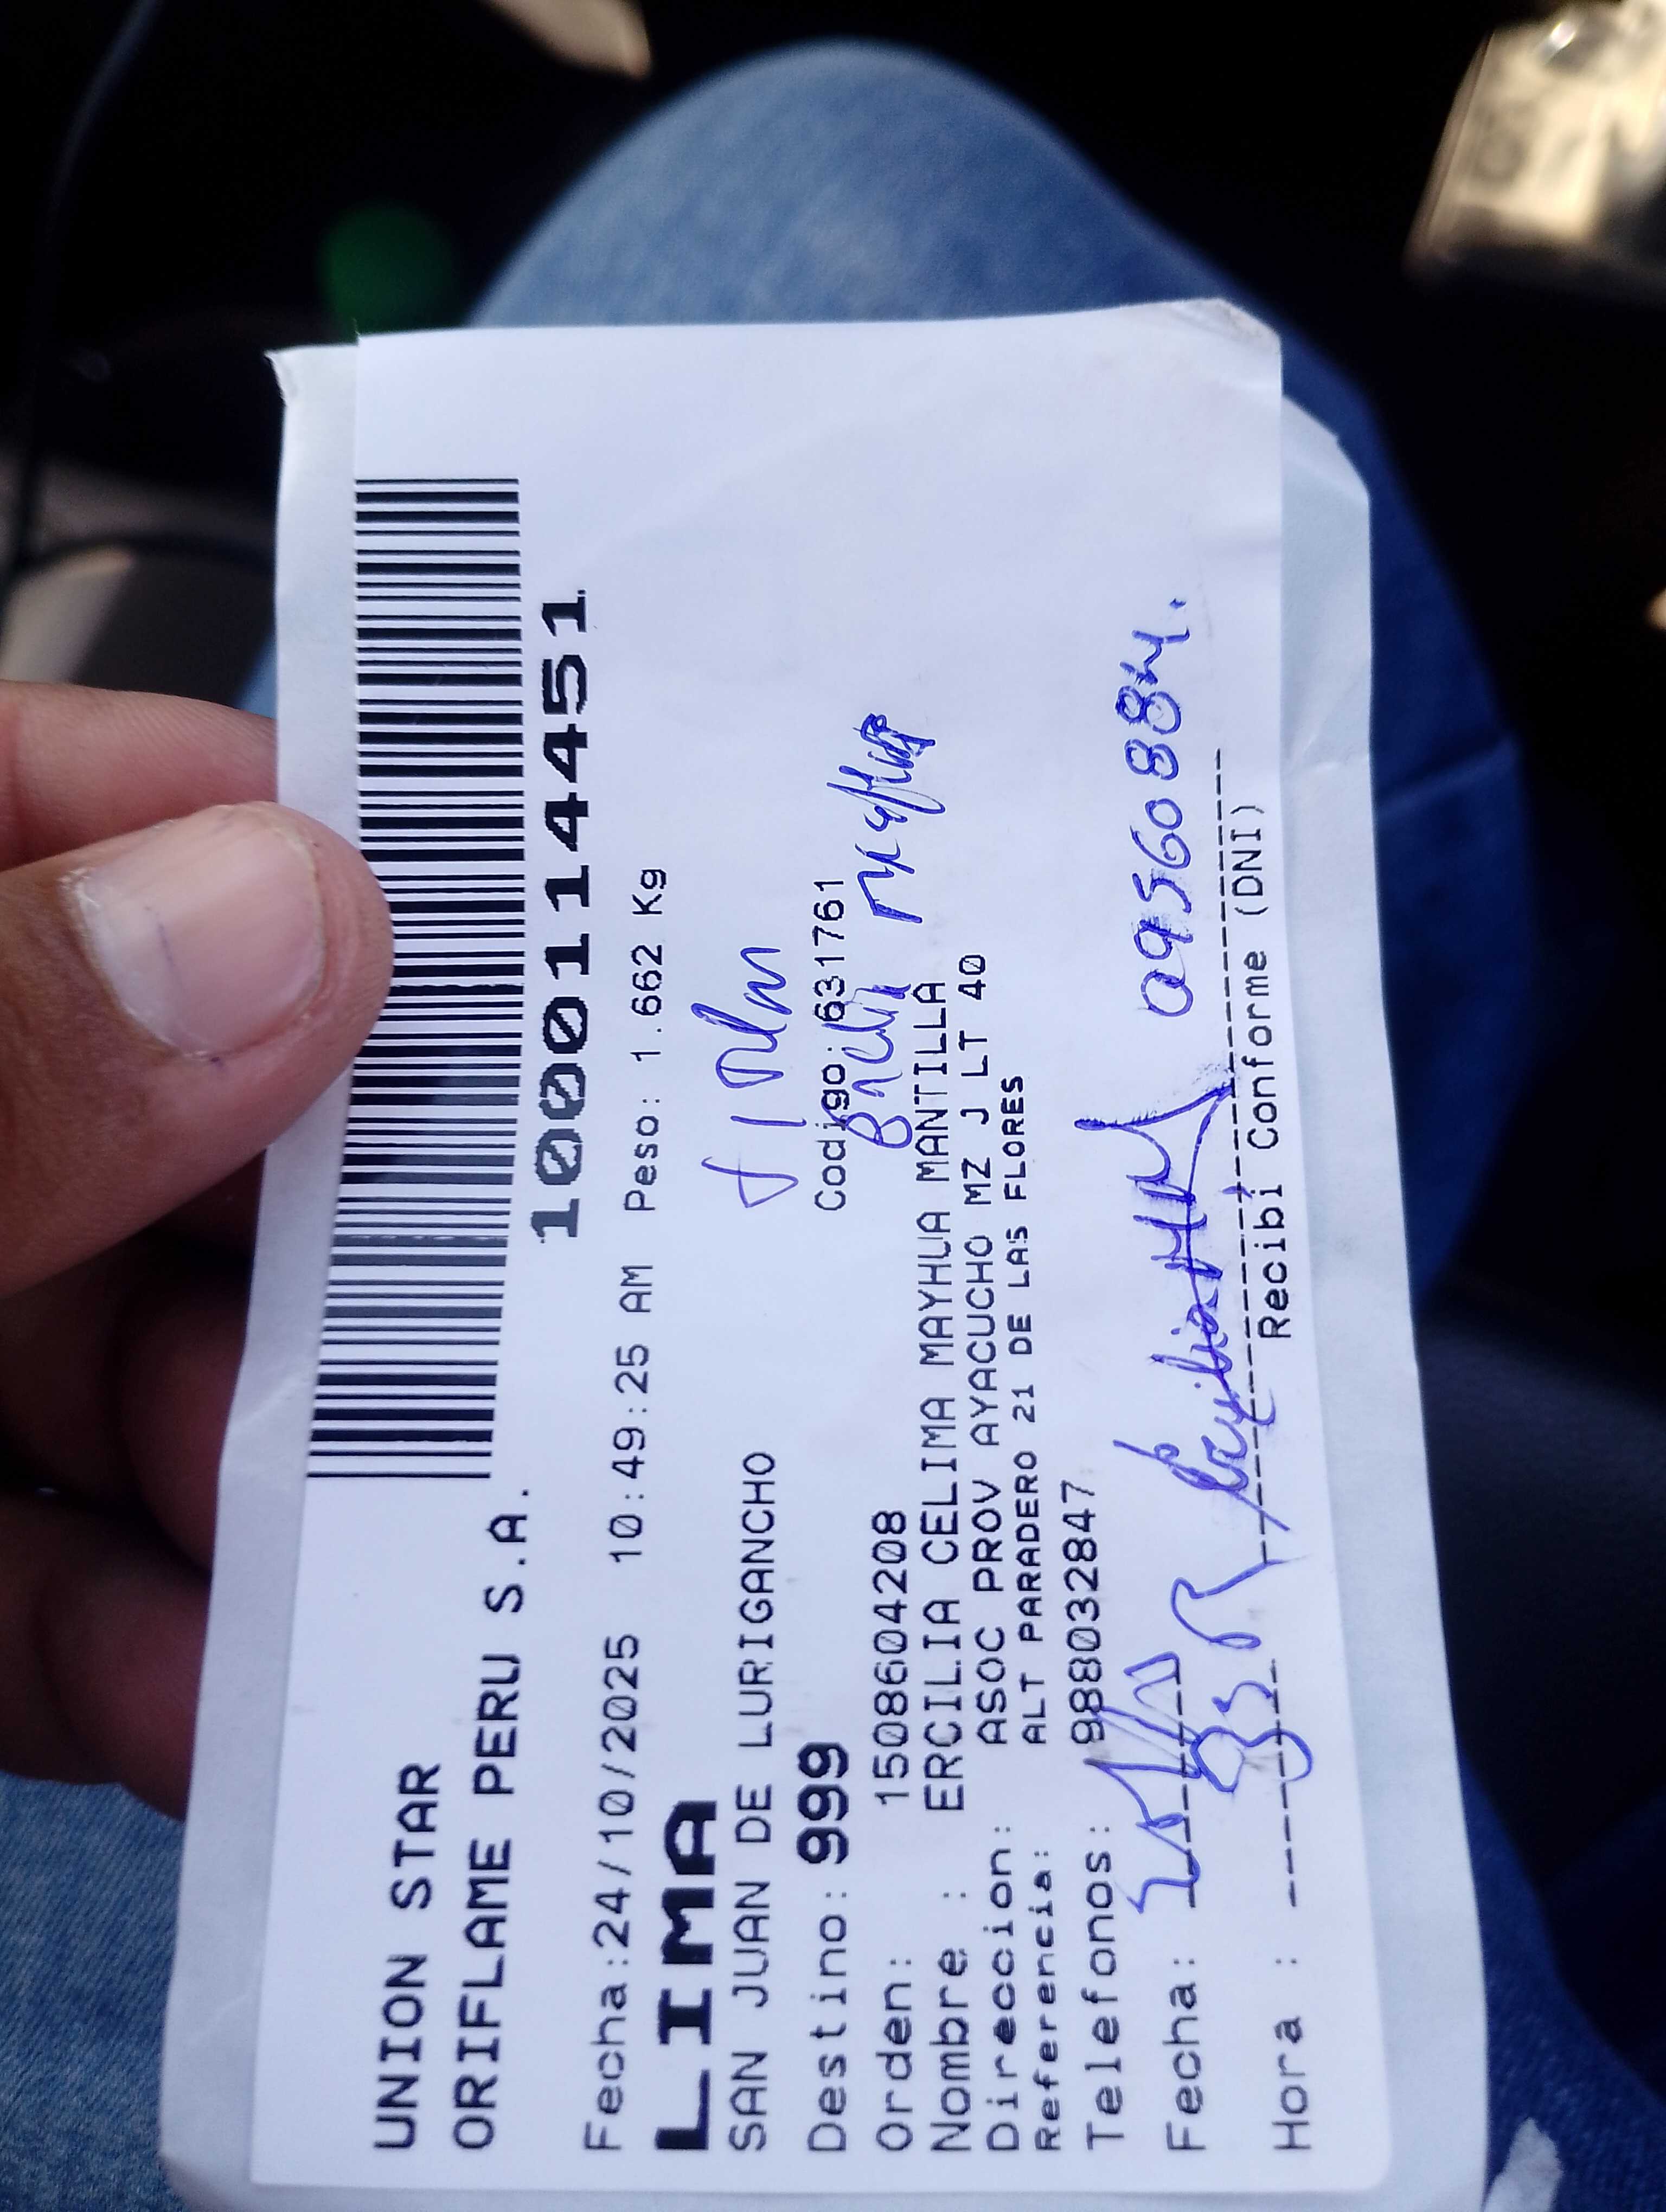 UNION STAR
ORIFLAME PERU S.A.
10001114451
Fecha:24/10/2025 10:49:25 AM Peso: 1.662 Kg
LIMA
SAN JUAN DE LURIGANCHO
Destino: 999 Codigo:631761
Orden: 1508604208
Nombre : ERCILIA CELIMA MAYHUA MANTILLA
Direccion: ASOC PROV AYACUCHO MZ J LT 40
Referencia: ALT PARADERO 21 DE LAS FLORES
Telefonos: 988032847
Fecha:
09560884.
Hora :
Recibi Conforme (DNI)